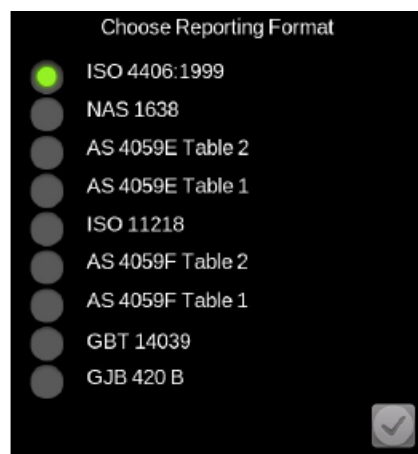 Choose Reporting Format
ISO 4406:1999
NAS 1638
AS 4059E Table 2
AS 4059E Table 1
ISO 11218
AS 4059F Table 2
AS 4059F Table 1
GBT 14039
GJB 420 B